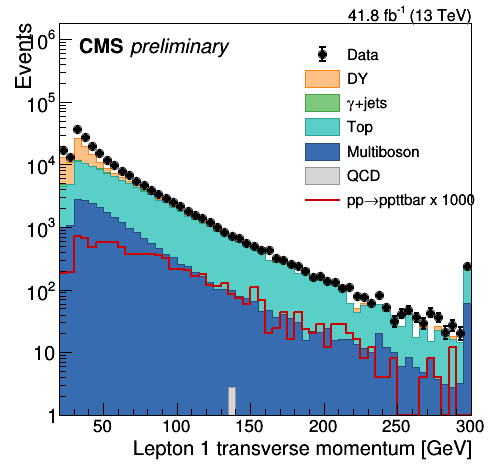 41.8 fb⁻¹ (13 TeV)
CMS preliminary
Events
10⁶
10⁵
10⁴
10³
10²
10
1
Data
DY
γ+jets
Top
Multiboson
QCD
pp→ppttbar x 1000
50 100 150 200 250 300
Lepton 1 transverse momentum [GeV]